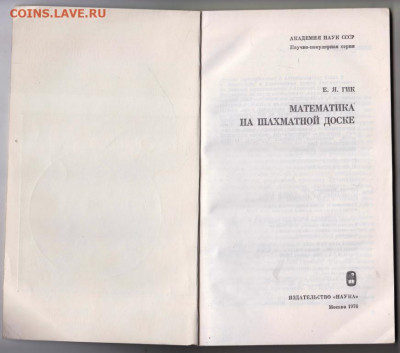 COINS.LAVE.RU
АКАДЕМИЯ НАУК СССР
Научно-популярная серия
Е. Я. ГИК
МАТЕМАТИКА
НА ШАХМАТНОЙ ДОСКЕ
ИЗДАТЕЛЬСТВО «НАУКА»
Москва 1976